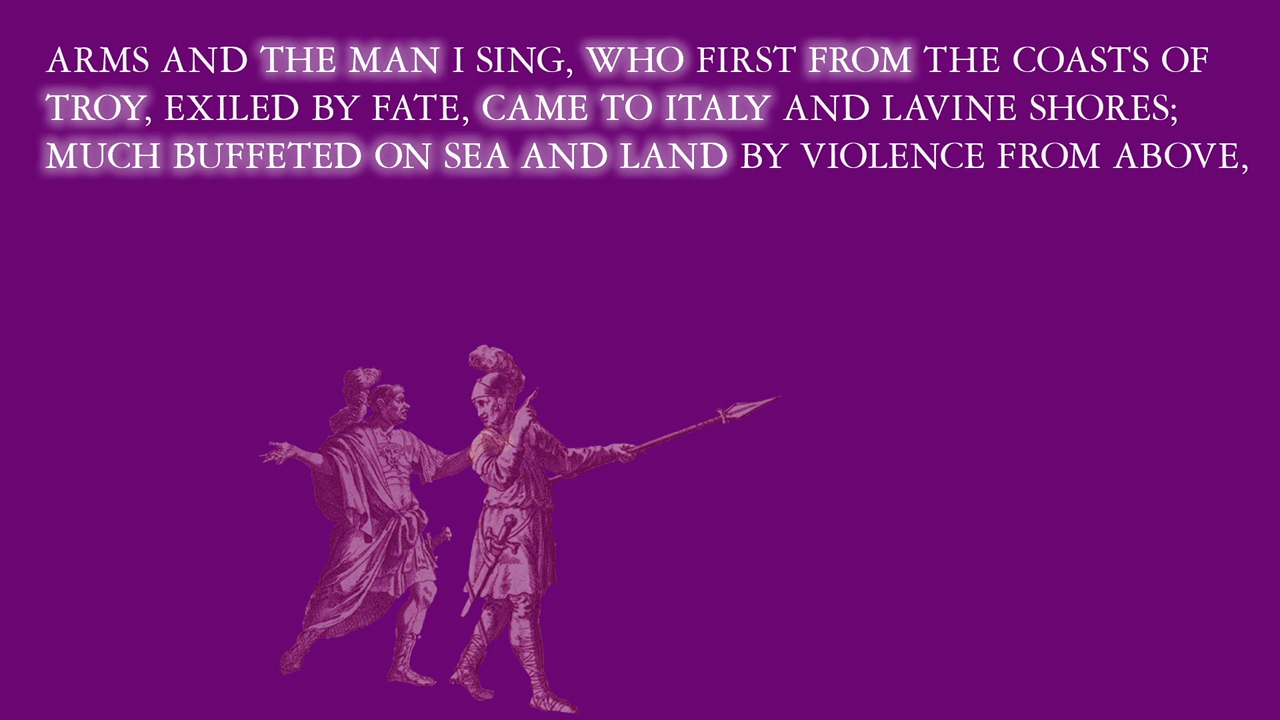 ARMS AND THE MAN I SING, WHO FIRST FROM THE COASTS OF
TROY, EXILED BY FATE, CAME TO ITALY AND LAVINE SHORES;
MUCH BUFFETED ON SEA AND LAND BY VIOLENCE FROM ABOVE,